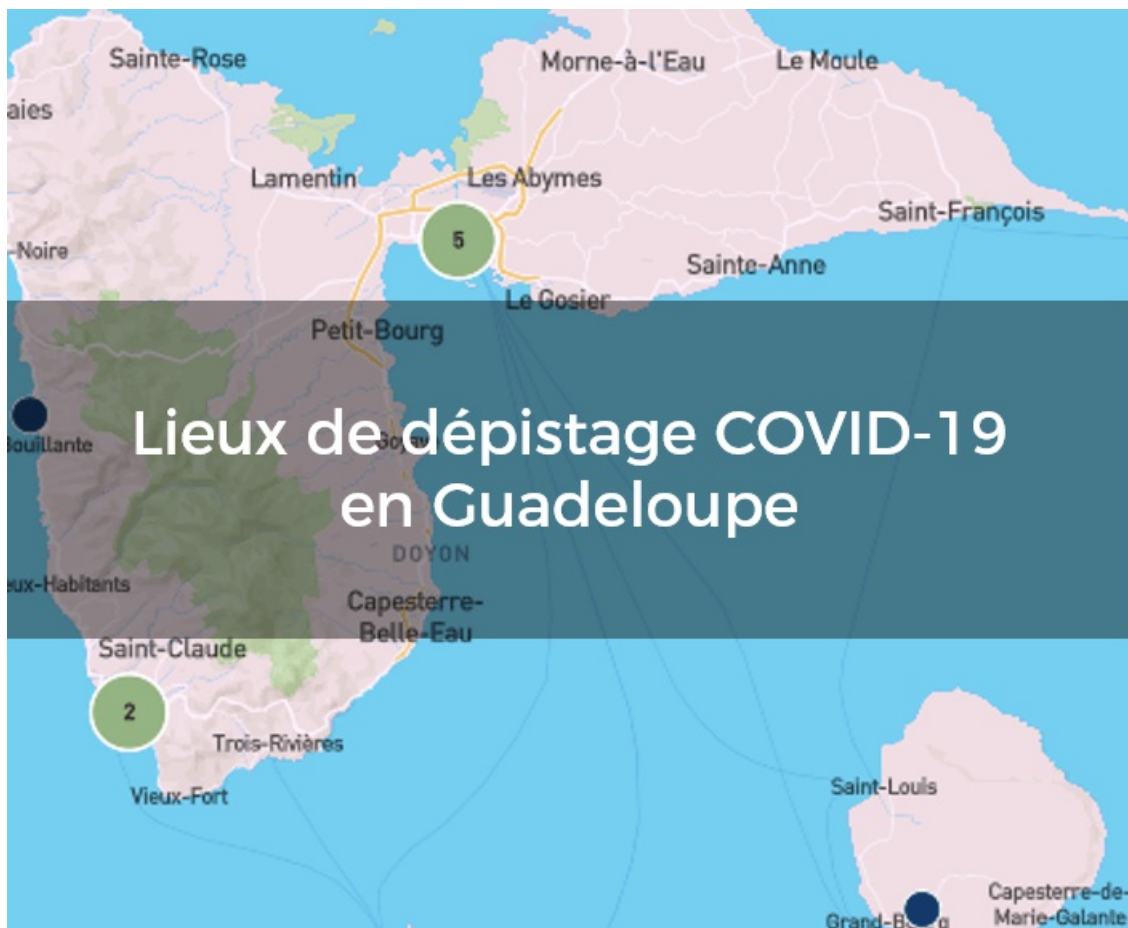 Sainte-Rose
Morne-à-l'Eau
Le Moule
aies
Lamentin
Les Abymes
Saint-François
5
-Noire
Sainte-Anne
Le Gosier
Petit-Bourg
Bouillante
Lieux de dépistage COVID-19
en Guadeloupe
DOYON
eux-Habitants
Capesterre-
Belle-Eau
Saint-Claude
2
Trois-Rivières
Vieux-Fort
Saint-Louis
Capesterre-de-
Marie-Galante